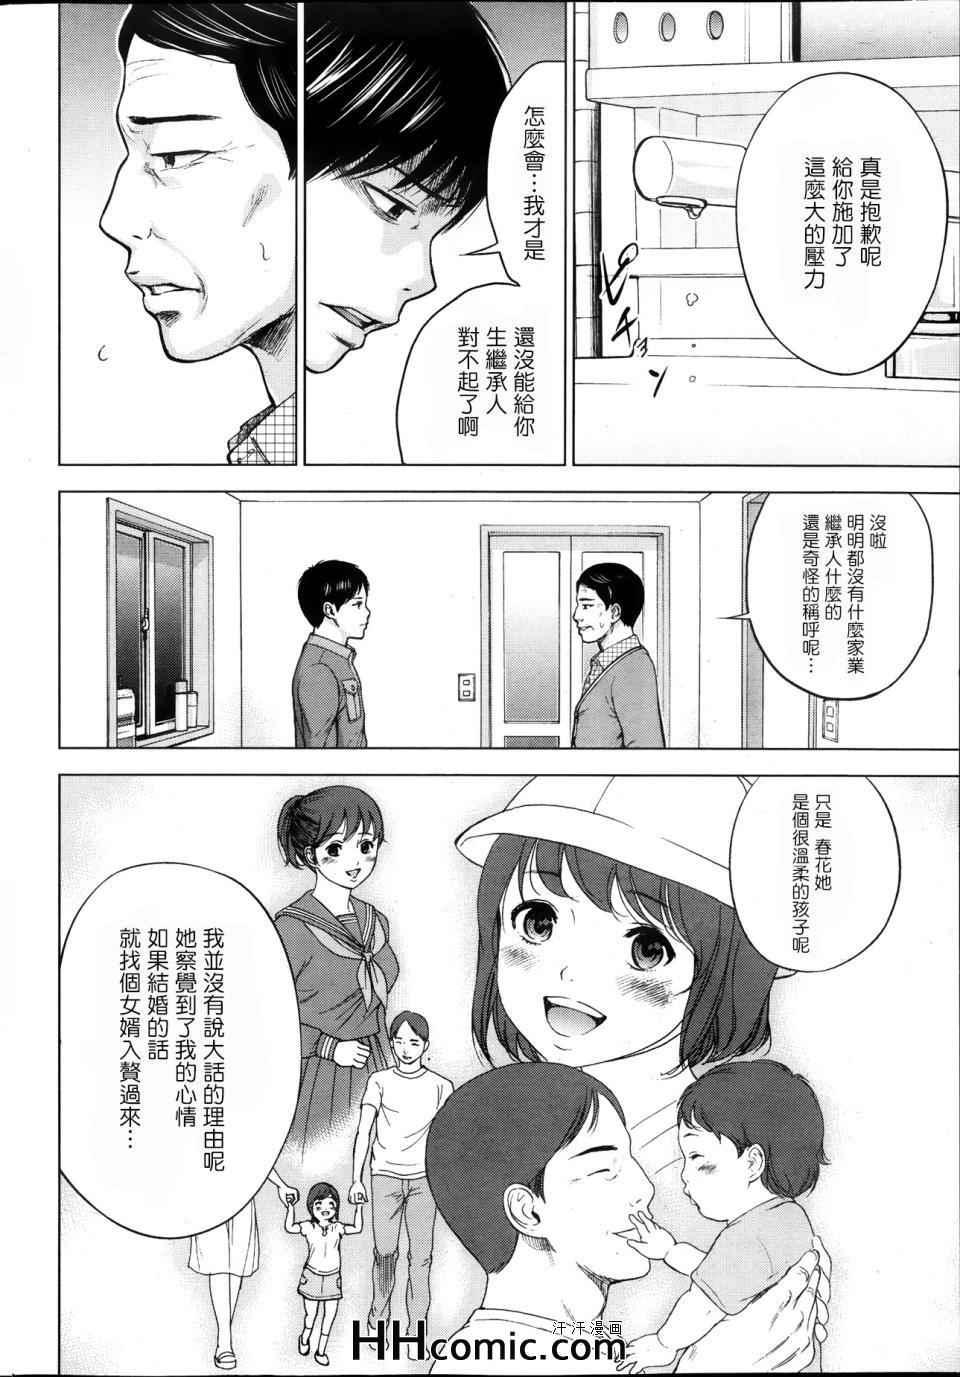 真是抱歉呢
給你施加了
這麼大的壓力
ピチョン
怎麼會…我才是
還沒能給你
生繼承人
對不起了啊
沒啦
明明都沒有什麼家業
繼承人什麼的
還是奇怪的稱呼呢…
只是 春花她
是個很溫柔的孩子呢
我並沒有說大話的理由呢
她察覺到了我的心情
如果結婚的話
就找個女婿入贅過來…
汗汗漫画
HHcomic.com